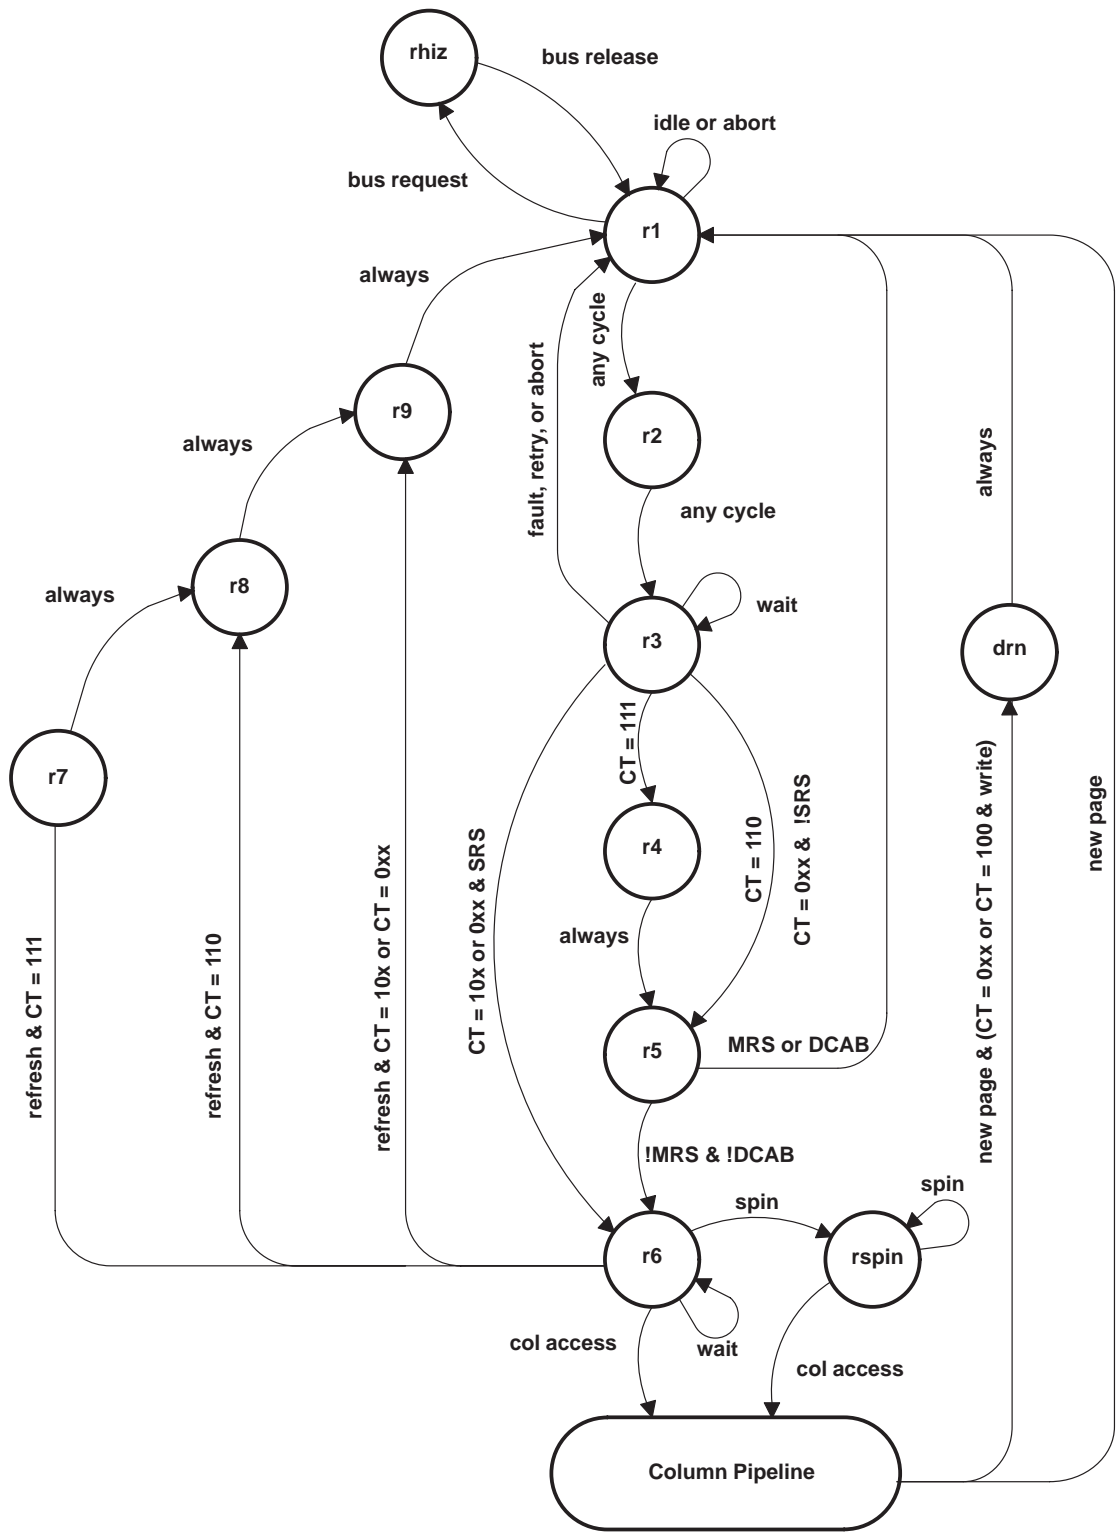 rhiz
bus release
idle or abort
bus request
r1
always
any cycle
fault, retry, or abort
r9
r2
always
always
any cycle
r8
always
wait
r3
drn
CT = 111
r7
new page & (CT = 0xx or CT = 100 & write)
new page
CT = 110
CT = 0xx & !SRS
r4
CT = 10x or 0xx & SRS
refresh & CT = 10x or CT = 0xx
refresh & CT = 110
refresh & CT = 111
always
r5
MRS or DCAB
!MRS & !DCAB
spin
spin
r6
rspin
col access
wait
col access
Column Pipeline